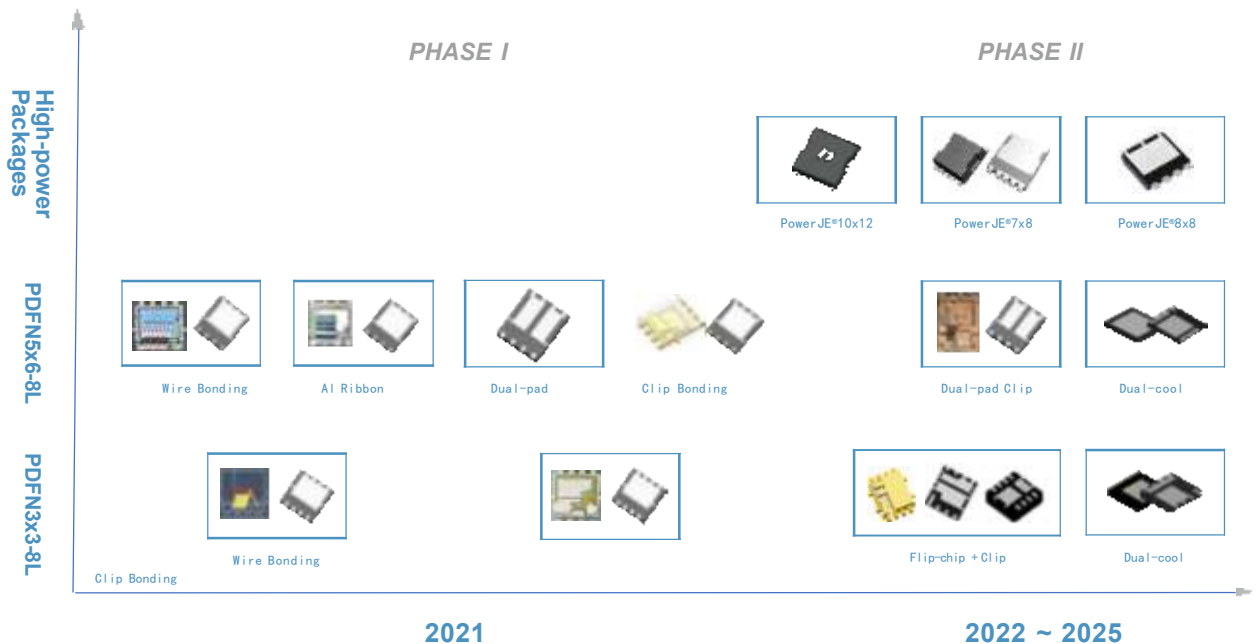 PHASE I
PHASE II
High-power
Packages
PowerJE®10x12
PowerJE®7x8
PowerJE®8x8
PDFN5x6-8L
Wire Bonding
Al Ribbon
Dual-pad
Clip Bonding
Dual-pad Clip
Dual-cool
PDFN3x3-8L
Wire Bonding
Flip-chip + Clip
Dual-cool
Clip Bonding
2021
2022 ~ 2025